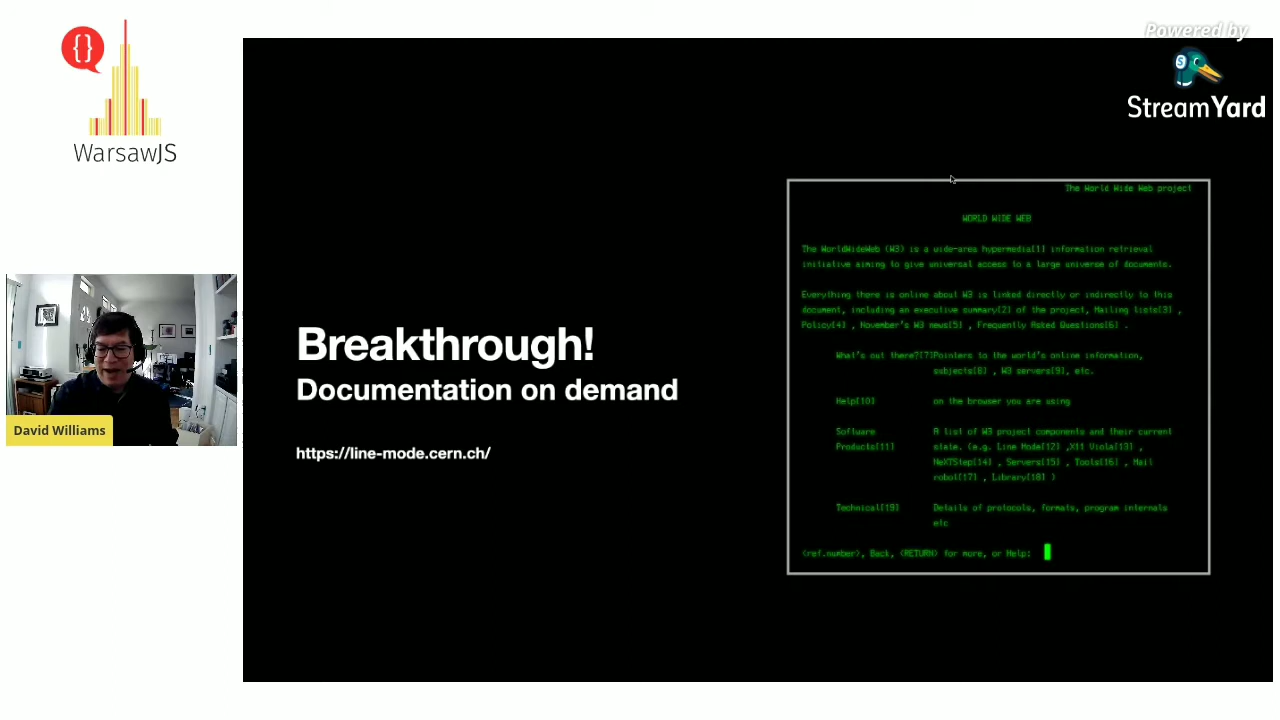 {}
WarsawJS
David Williams
Powered by
S
StreamYard
Breakthrough!
Documentation on demand
https://line-mode.cern.ch/
The World Wide Web project
WORLD WIDE WEB
The WorldWideWeb (W3) is a wide-area hypermedia[1] information retrieval
initiative aiming to give universal access to a large universe of documents.
Everything there is online about W3 is linked directly or indirectly to this
document, including an executive summary[2] of the project, Mailing lists[3] ,
Policy[4] , November's W3 news[5] , Frequently Asked Questions[6] .
What's out there?[7]Pointers to the world's online information,
subjects[8] , W3 servers[9], etc.
Help[10] on the browser you are using
Software A list of W3 project components and their current
Products[11] state. (e.g. Line Mode[12] ,X11 Viola[13] ,
NeXTStep[14] , Servers[15] , Tools[16] , Mail
robot[17] , Library[18] )
Technical[19] Details of protocols, formats, program internals
etc
<ref.number>, Back, <RETURN> for more, or Help: